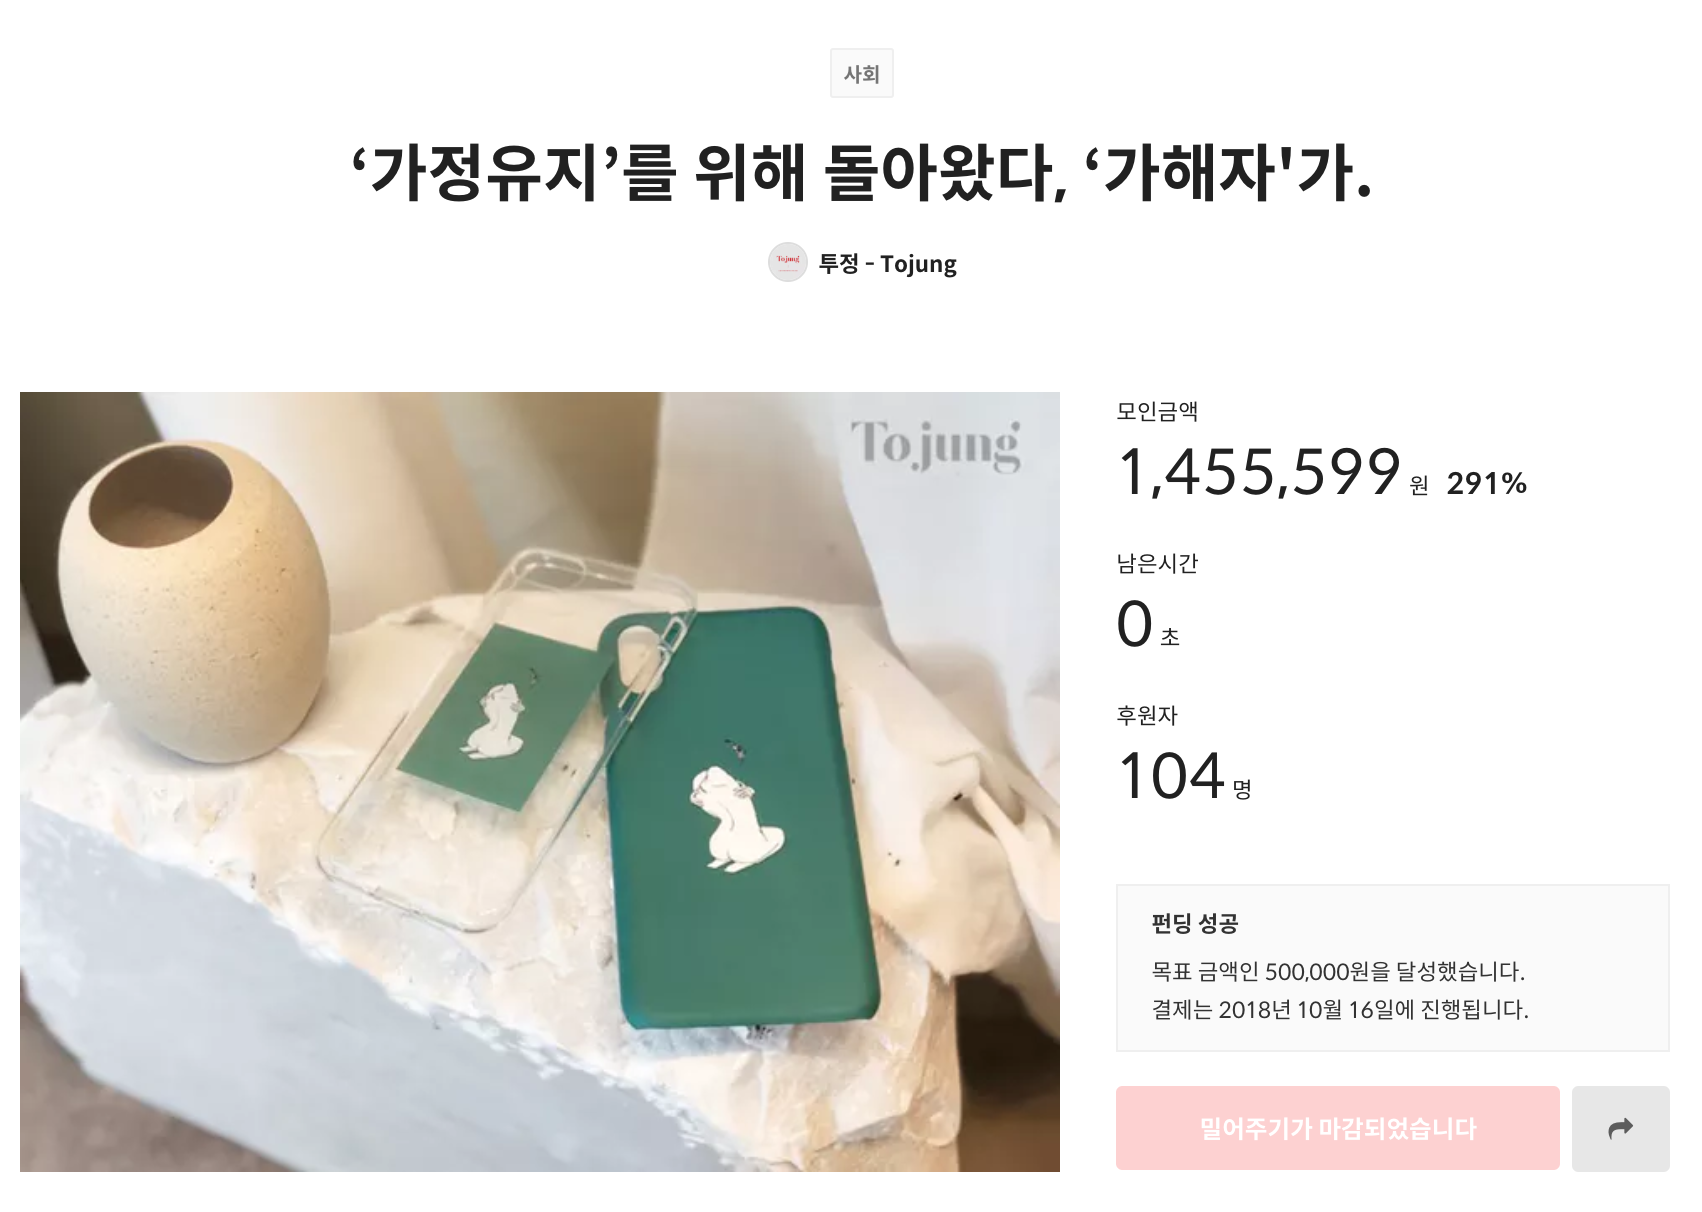 사회
‘가정유지’를 위해 돌아왔다, ‘가해자'가.
Tojung 투정 - Tojung
Tojung
모인금액
1,455,599 원 291%
남은시간
0 초
후원자
104 명
펀딩 성공
목표 금액인 500,000원을 달성했습니다.
결제는 2018년 10월 16일에 진행됩니다.
밀어주기가 마감되었습니다